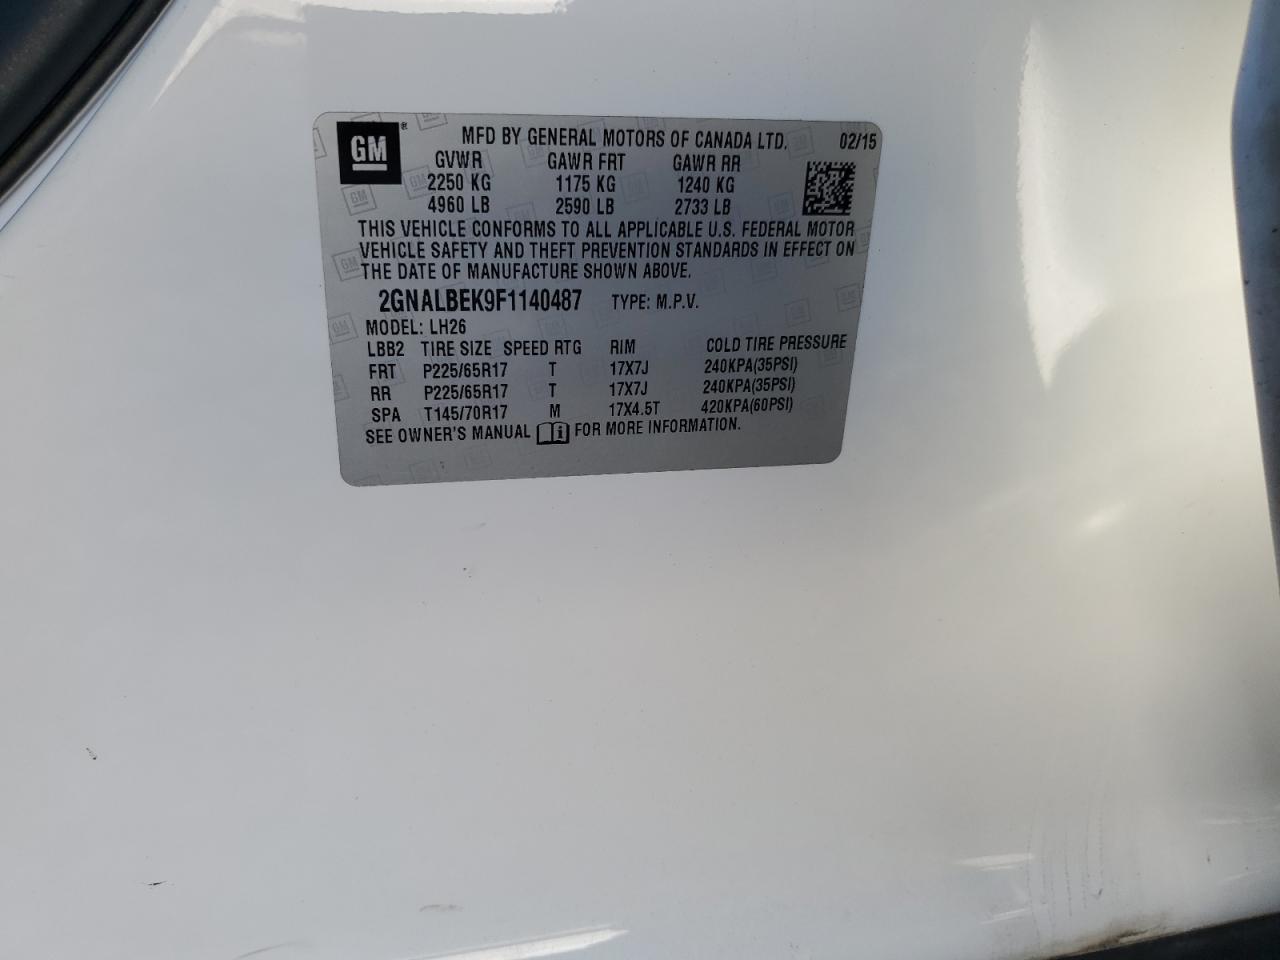 GM ® MFD BY GENERAL MOTORS OF CANADA LTD. 02/15
GVWR GAWR FRT GAWR RR
2250 KG 1175 KG 1240 KG
4960 LB 2590 LB 2733 LB
THIS VEHICLE CONFORMS TO ALL APPLICABLE U.S. FEDERAL MOTOR
VEHICLE SAFETY AND THEFT PREVENTION STANDARDS IN EFFECT ON
THE DATE OF MANUFACTURE SHOWN ABOVE.
2GNALBEK9F1140487 TYPE: M.P.V.
MODEL: LH26
LBB2 TIRE SIZE SPEED RTG RIM COLD TIRE PRESSURE
FRT P225/65R17 T 17X7J 240KPA(35PSI)
RR P225/65R17 T 17X7J 240KPA(35PSI)
SPA T145/70R17 M 17X4.5T 420KPA(60PSI)
SEE OWNER'S MANUAL i FOR MORE INFORMATION.